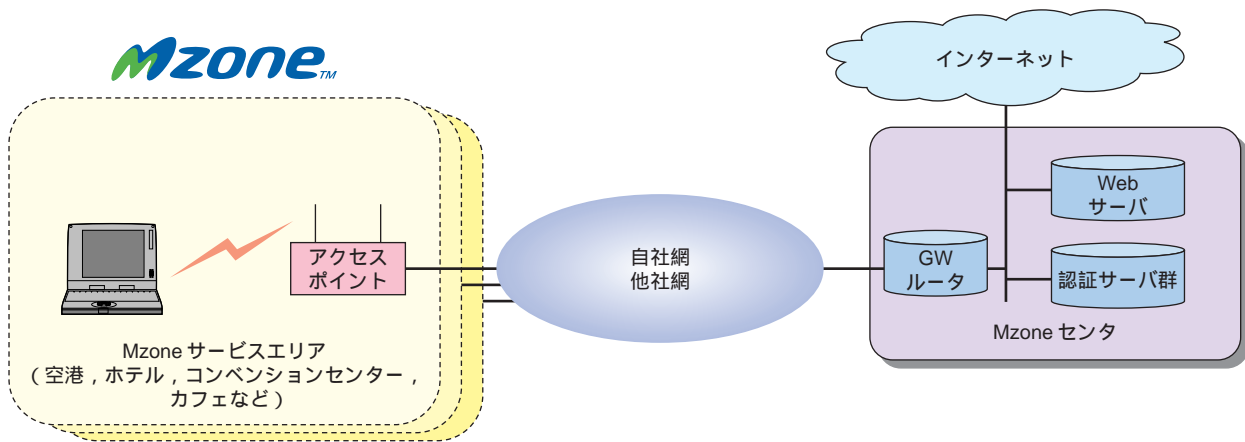 Mzone TM
インターネット
Web
サーバ
アクセス
ポイント
自社網
他社網
GW
ルータ
認証サーバ群
Mzone センタ
Mzone サービスエリア
（空港，ホテル，コンベンションセンター，
カフェなど）